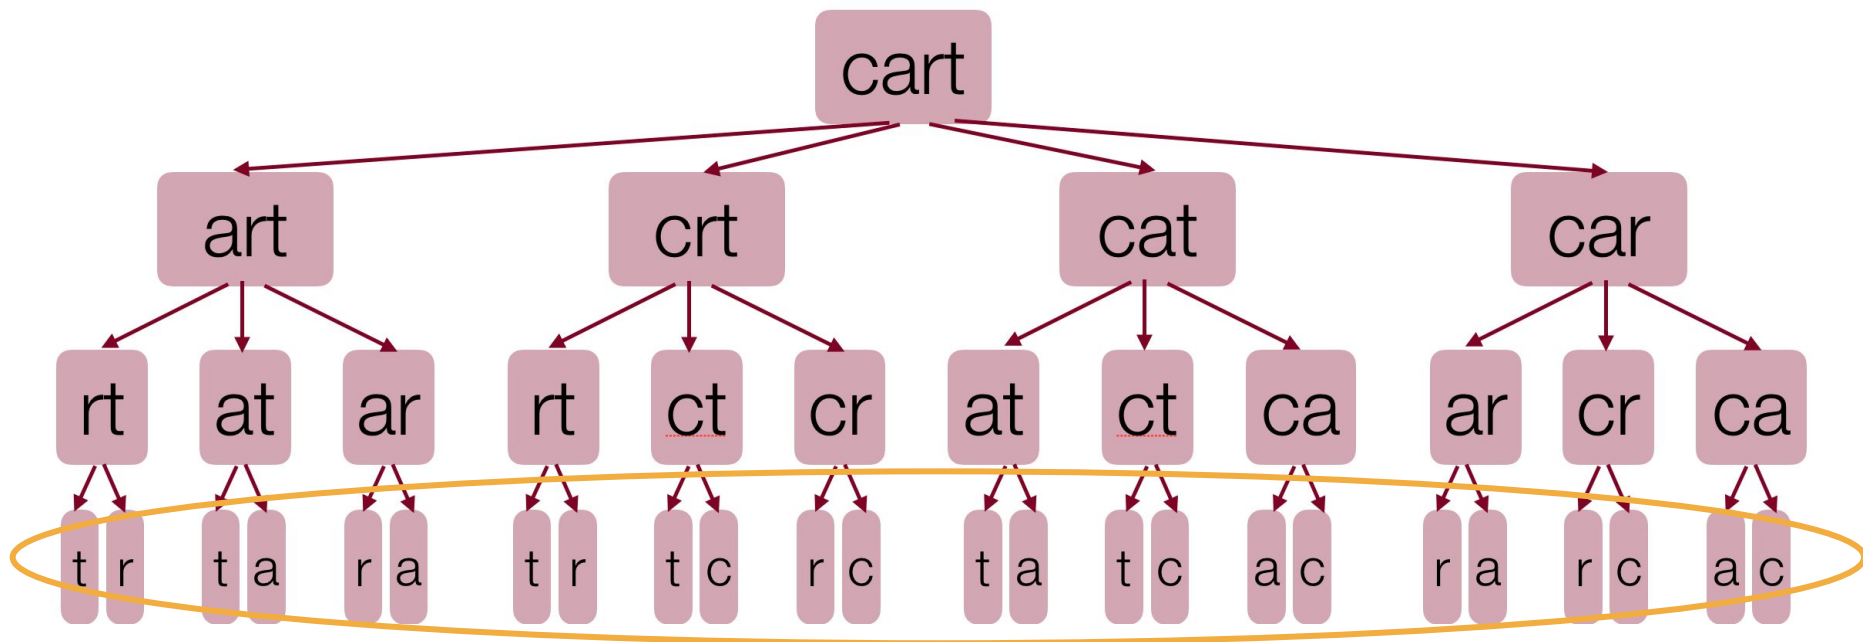 cart
art crt cat car
rt at ar rt ct cr at ct ca ar cr ca
t r t a r a t r t c r c t a t c a c r a r c a c